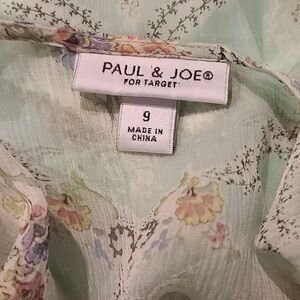 PAUL & JOE®
FOR TARGET
9
MADE IN
CHINA